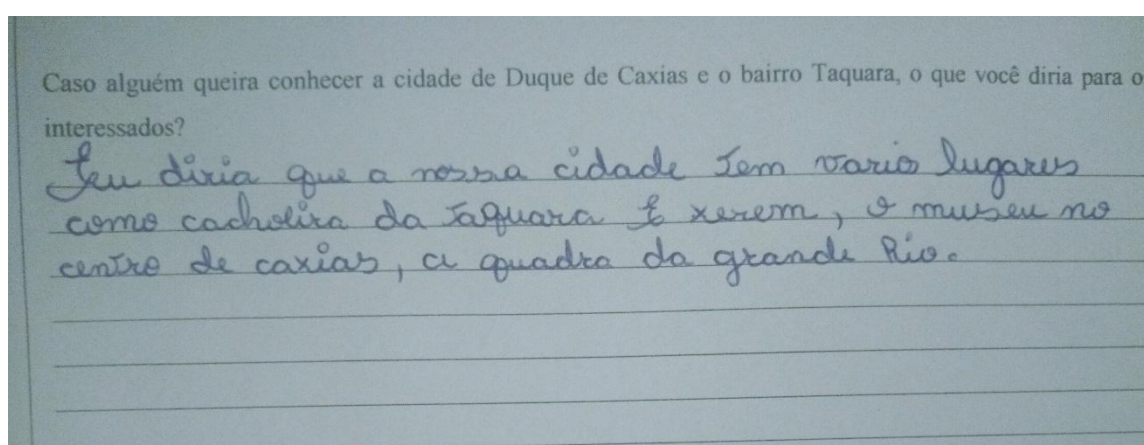 Caso alguém queira conhecer a cidade de Duque de Caxias e o bairro Taquara, o que você diria para o
interessados?
Eu diria que a nossa cidade tem vario lugares
como cachoeira da taquara e xerem, o museu no
centro de caxias, a quadra da grande Rio.